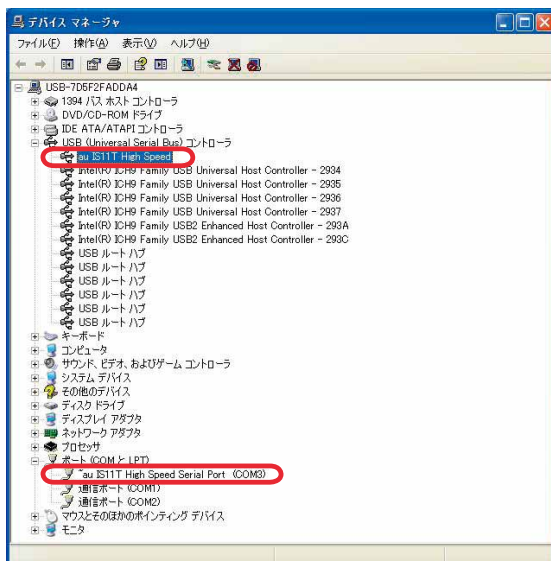 デバイス マネージャ
ファイル(F) 操作(A) 表示(V) ヘルプ(H)
USB-7D5F2FADDA4
1394 バス ホスト コントローラ
DVD/CD-ROM ドライブ
IDE ATA/ATAPI コントローラ
USB (Universal Serial Bus) コントローラ
au IS11T High Speed
Intel(R) ICH9 Family USB Universal Host Controller - 2934
Intel(R) ICH9 Family USB Universal Host Controller - 2935
Intel(R) ICH9 Family USB Universal Host Controller - 2936
Intel(R) ICH9 Family USB Universal Host Controller - 2937
Intel(R) ICH9 Family USB2 Enhanced Host Controller - 293A
Intel(R) ICH9 Family USB2 Enhanced Host Controller - 293C
USB ルート ハブ
USB ルート ハブ
USB ルート ハブ
USB ルート ハブ
USB ルート ハブ
USB ルート ハブ
キーボード
コンピュータ
サウンド、ビデオ、およびゲーム コントローラ
システム デバイス
その他のデバイス
ディスク ドライブ
ディスプレイ アダプタ
ネットワーク アダプタ
プロセッサ
ポート (COM と LPT)
~au IS11T High Speed Serial Port (COM3)
通信ポート (COM1)
通信ポート (COM2)
マウスとそのほかのポインティング デバイス
モニタ